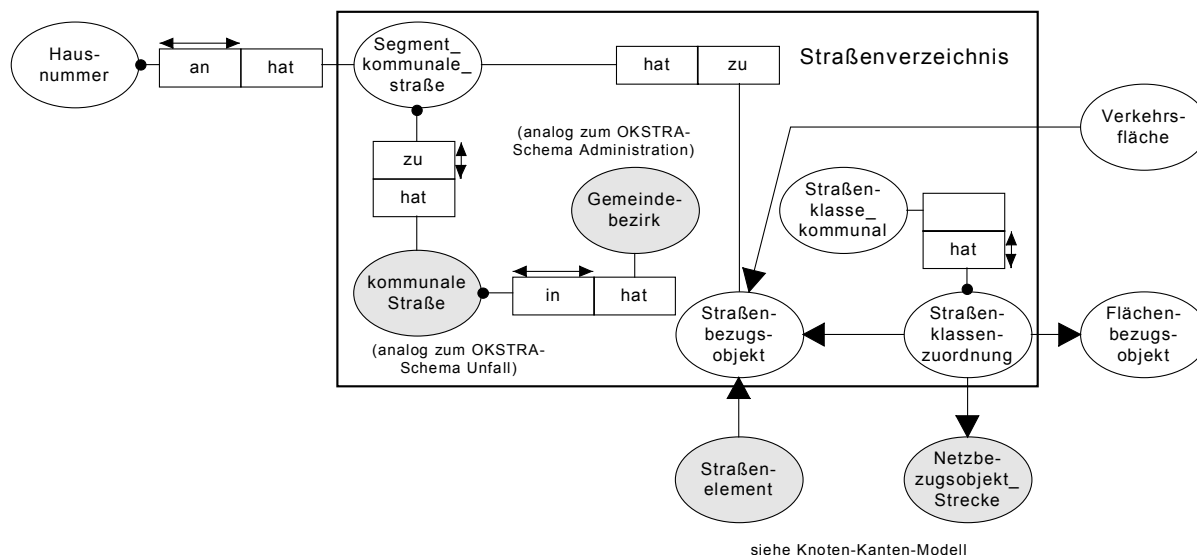 Haus-
nummer
an
hat
Segment_
kommunale_
straße
hat
zu
Straßenverzeichnis
Verkehrs-
fläche
zu
hat
(analog zum OKSTRA-
Schema Administration)
Gemeinde-
bezirk
Straßen
klasse_
kommunal
hat
kommunale
Straße
in
hat
(analog zum OKSTRA-
Schema Unfall)
Straßen
bezugs-
objekt
Straßen
klassen-
zuordnung
Flächen
bezugs-
objekt
Straßen-
element
Netzbe-
zugsobjekt_
Strecke
siehe Knoten-Kanten-Modell